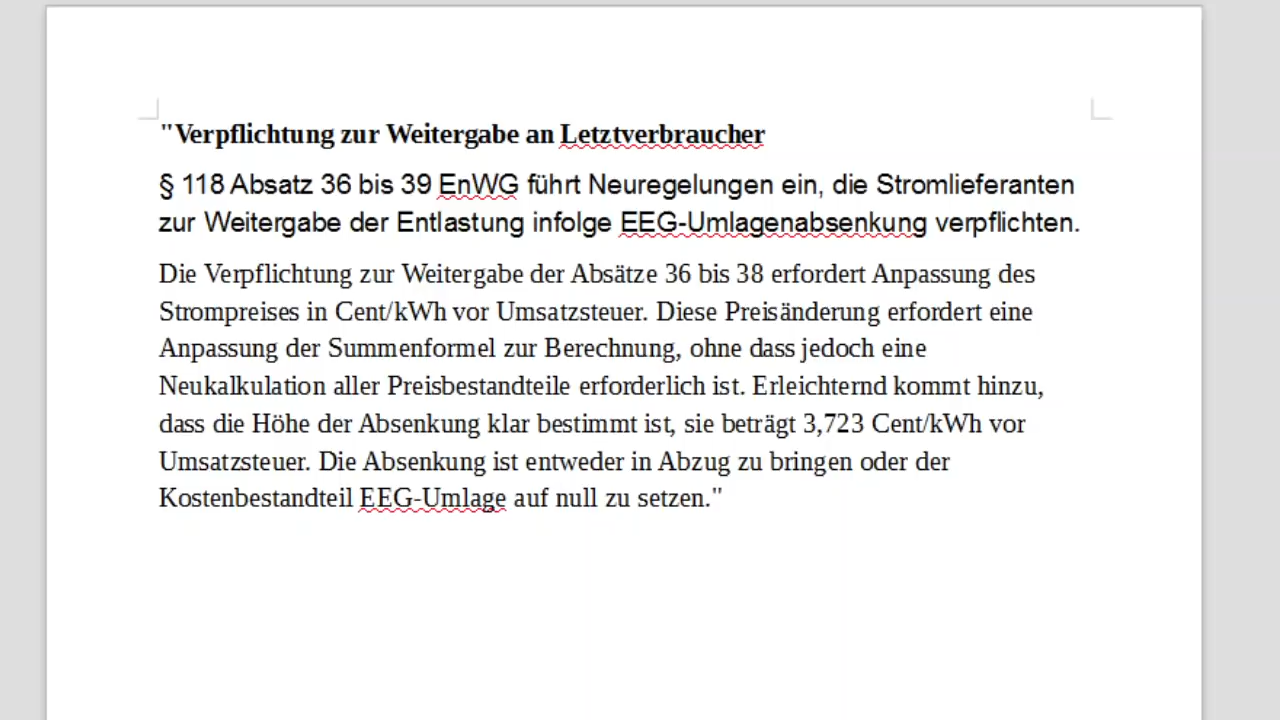 "Verpflichtung zur Weitergabe an Letztverbraucher
§ 118 Absatz 36 bis 39 EnWG führt Neuregelungen ein, die Stromlieferanten
zur Weitergabe der Entlastung infolge EEG-Umlagenabsenkung verpflichten.
Die Verpflichtung zur Weitergabe der Absätze 36 bis 38 erfordert Anpassung des
Strompreises in Cent/kWh vor Umsatzsteuer. Diese Preisänderung erfordert eine
Anpassung der Summenformel zur Berechnung, ohne dass jedoch eine
Neukalkulation aller Preisbestandteile erforderlich ist. Erleichternd kommt hinzu,
dass die Höhe der Absenkung klar bestimmt ist, sie beträgt 3,723 Cent/kWh vor
Umsatzsteuer. Die Absenkung ist entweder in Abzug zu bringen oder der
Kostenbestandteil EEG-Umlage auf null zu setzen."